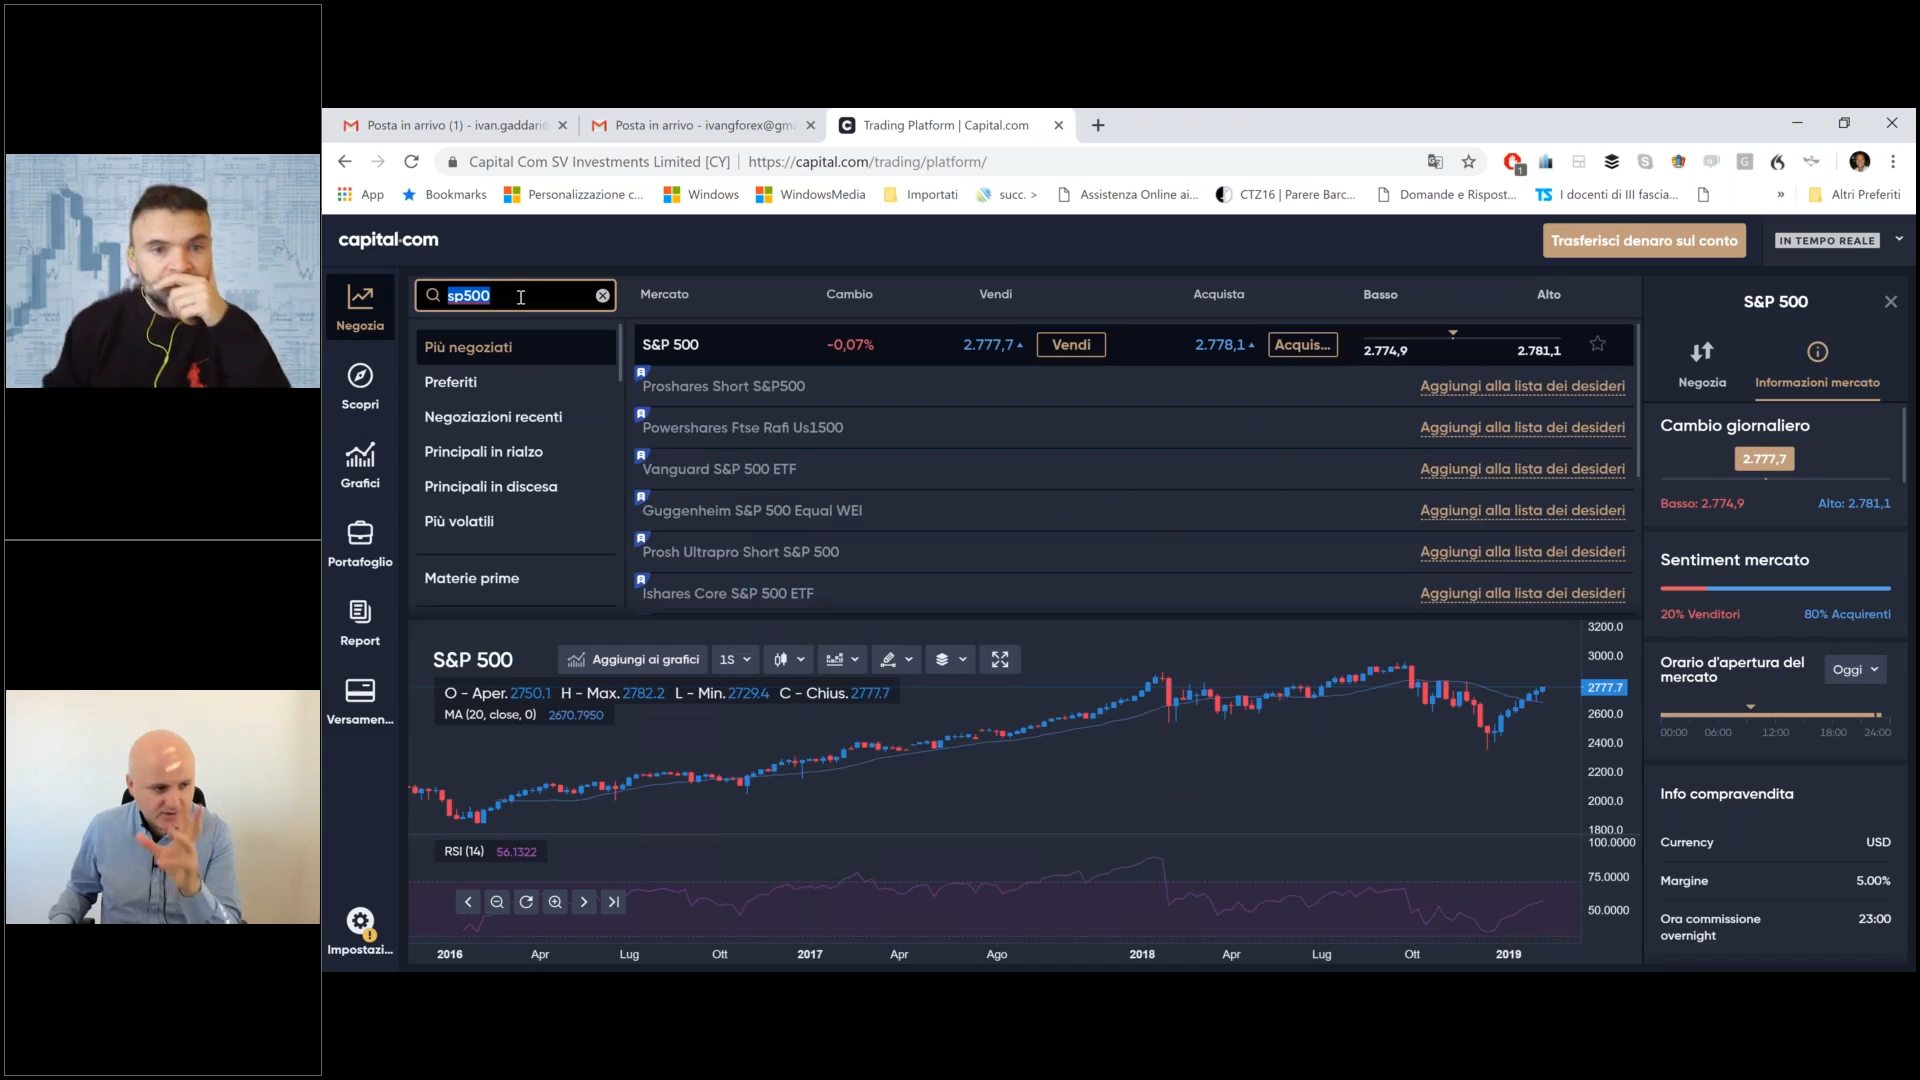 Posta in arrivo (1) - ivan.gaddari
Posta in arrivo - ivangforex@gm
Trading Platform | Capital.com
Capital Com SV Investments Limited [CY]
https://capital.com/trading/platform/
1
App
Bookmarks
Personalizzazione c...
Windows
WindowsMedia
Importati
succ. >
Assistenza Online ai...
CTZ16 | Parere Barc...
Domande e Rispost...
TS
I docenti di III fascia...
»
Altri Preferiti
capital.com
Trasferisci denaro sul conto
IN TEMPO REALE
Negozia
Scopri
Grafici
Portafoglio
Report
Versamen...
Impostazi...
sp500
Più negoziati
Preferiti
Negoziazioni recenti
Principali in rialzo
Principali in discesa
Più volatili
Materie prime
Mercato Cambio Vendi Acquista Basso Alto
S&P 500 -0,07% 2.777,7 Vendi 2.778,1 Acquis... 2.774,9 2.781,1
Proshares Short S&P500 Aggiungi alla lista dei desideri
Powershares Ftse Rafi Us1500 Aggiungi alla lista dei desideri
Vanguard S&P 500 ETF Aggiungi alla lista dei desideri
Guggenheim S&P 500 Equal WEI Aggiungi alla lista dei desideri
Prosh Ultrapro Short S&P 500 Aggiungi alla lista dei desideri
Ishares Core S&P 500 ETF Aggiungi alla lista dei desideri
S&P 500
Aggiungi ai grafici
1S
O - Aper. 2750.1 H - Max. 2782.2 L - Min. 2729.4 C - Chius. 2777.7
MA (20, close, 0) 2670.7950
3200.0
3000.0
2777.7
2600.0
2400.0
2200.0
2000.0
1800.0
RSI (14) 56.1322
100.0000
75.0000
50.0000
2016 Apr Lug Ott 2017 Apr Ago 2018 Apr Lug Ott 2019
S&P 500
Negozia
Informazioni mercato
Cambio giornaliero
2.777,7
Basso: 2.774,9 Alto: 2.781,1
Sentiment mercato
20% Venditori 80% Acquirenti
Orario d'apertura del
mercato
Oggi
00:00 06:00 12:00 18:00 24:00
Info compravendita
Currency USD
Margine 5.00%
Ora commissione
overnight
23:00